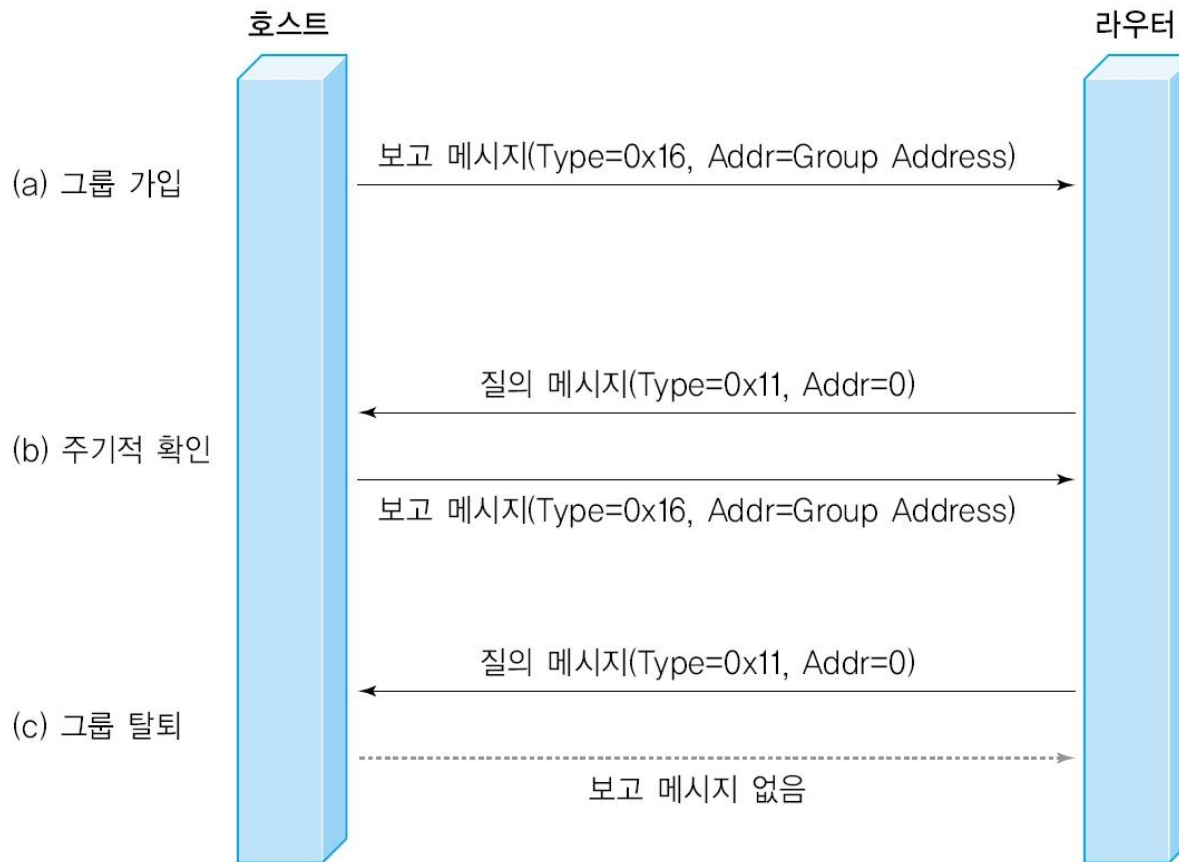 호스트
라우터
(a) 그룹 가입
보고 메시지(Type=0x16, Addr=Group Address)
질의 메시지(Type=0x11, Addr=0)
(b) 주기적 확인
보고 메시지(Type=0x16, Addr=Group Address)
질의 메시지(Type=0x11, Addr=0)
(c) 그룹 탈퇴
보고 메시지 없음